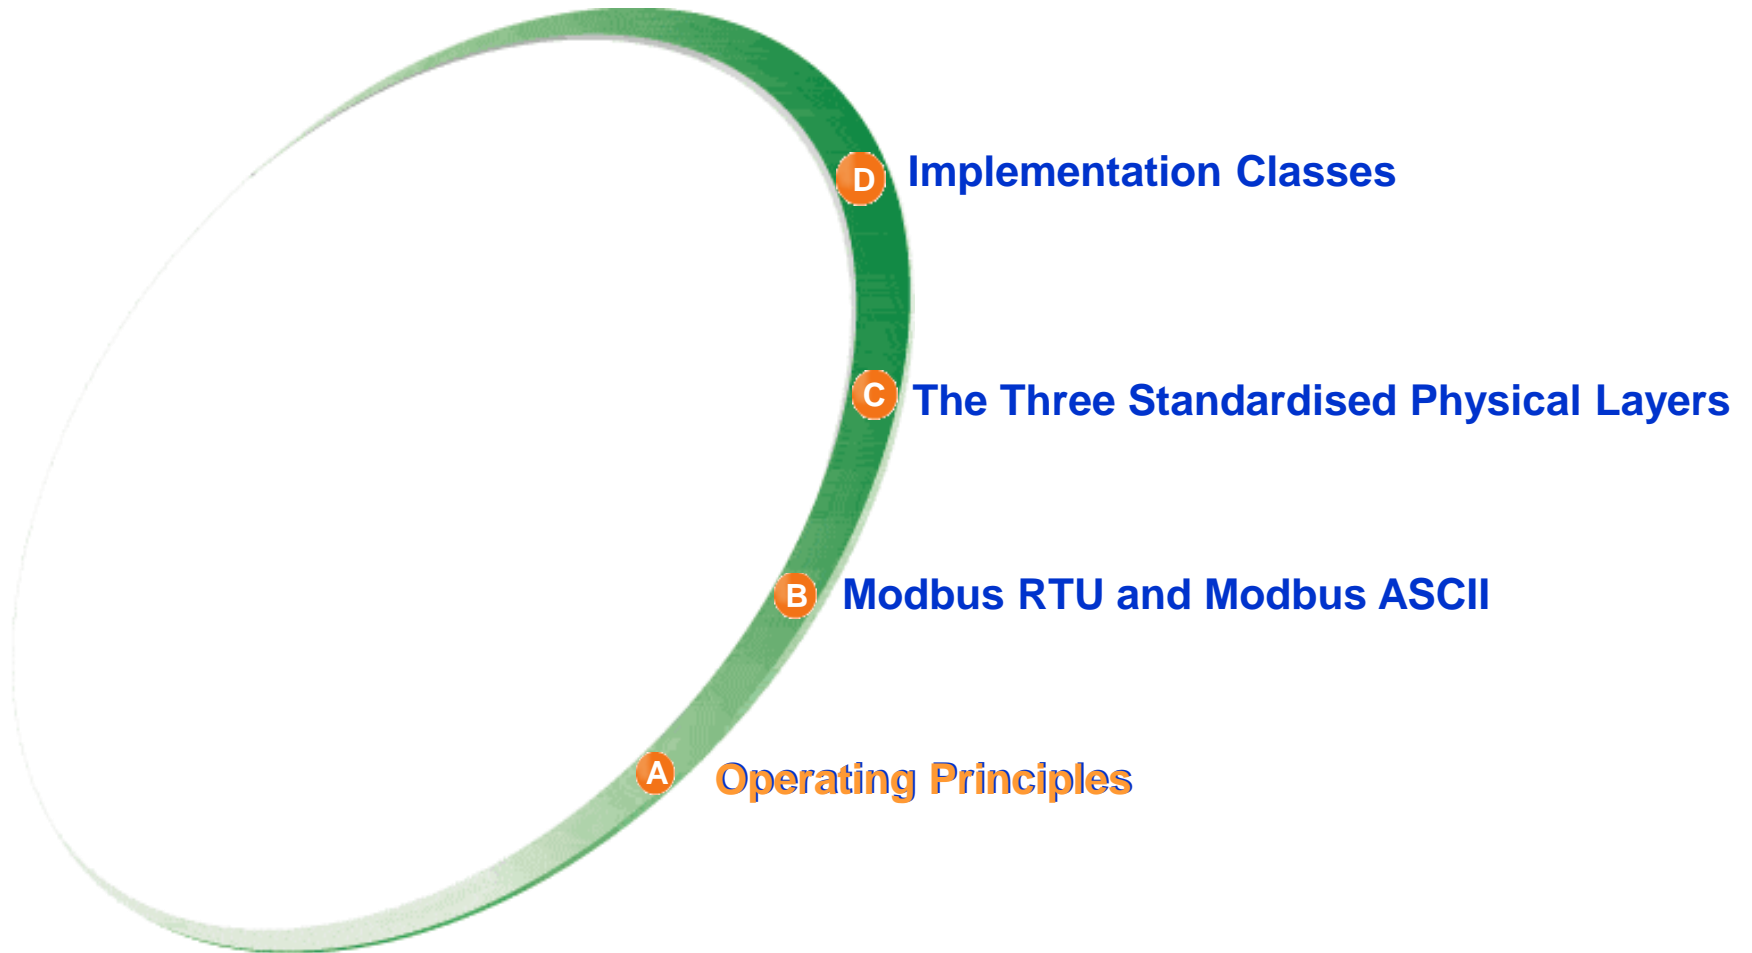 D Implementation Classes
C The Three Standardised Physical Layers
B Modbus RTU and Modbus ASCII
A Operating Principles